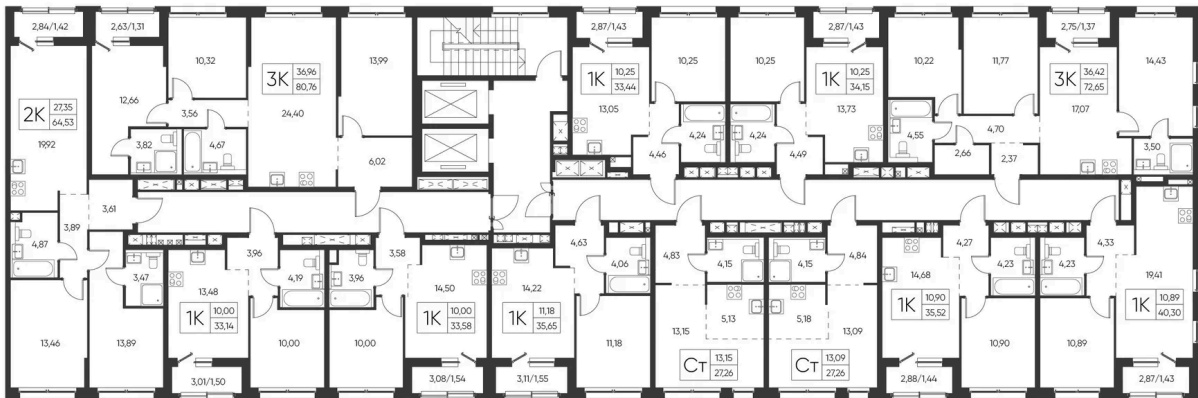 2,84/1,42 2,63/1,31 2,87/1,43 2,87/1,43 2,75/1,37
10,32 36,96 13,99 10,25 10,25 10,25 10,25 10,22 11,77 36,42 14,43
3К 80,76 1К 33,44 1К 34,15 3К 72,65
27,35
2К 64,53
12,66 24,40 13,05 13,73 17,07
3,56
19,92 3,82 4,67 4,24 4,24 4,55 4,70 3,50
6,02 4,46 4,49 2,66 2,37
3,61
3,89
4,87 3,96 3,58 4,63 4,27 4,33
4,83 4,15 4,15 4,84
3,47 4,19 3,96 4,06 4,23 4,23
13,48 14,50 14,22 14,68 19,41
10,00 10,00 11,18 10,90 10,89
1К 33,14 1К 33,58 1К 35,65 1К 35,52 1К 40,30
13,15 5,13 5,18 13,09
13,46 13,89 10,00 10,00 11,18 10,90 10,89
13,15 13,09
Ст 27,26 Ст 27,26
3,01/1,50 3,08/1,54 3,11/1,55 2,88/1,44 2,87/1,43